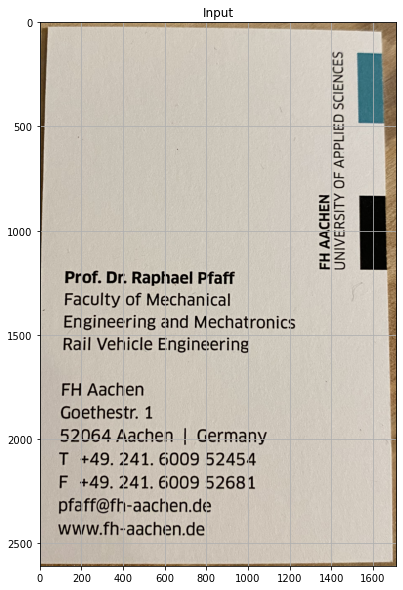 Input
FH AACHEN
UNIVERSITY OF APPLIED SCIENCES
Prof. Dr. Raphael Pfaff
Faculty of Mechanical
Engineering and Mechatronics
Rail Vehicle Engineering
FH Aachen
Goethestr. 1
52064 Aachen | Germany
T +49. 241. 6009 52454
F +49. 241. 6009 52681
pfaff@fh-aachen.de
www.fh-aachen.de
0
500
1000
1500
2000
2500
0 200 400 600 800 1000 1200 1400 1600